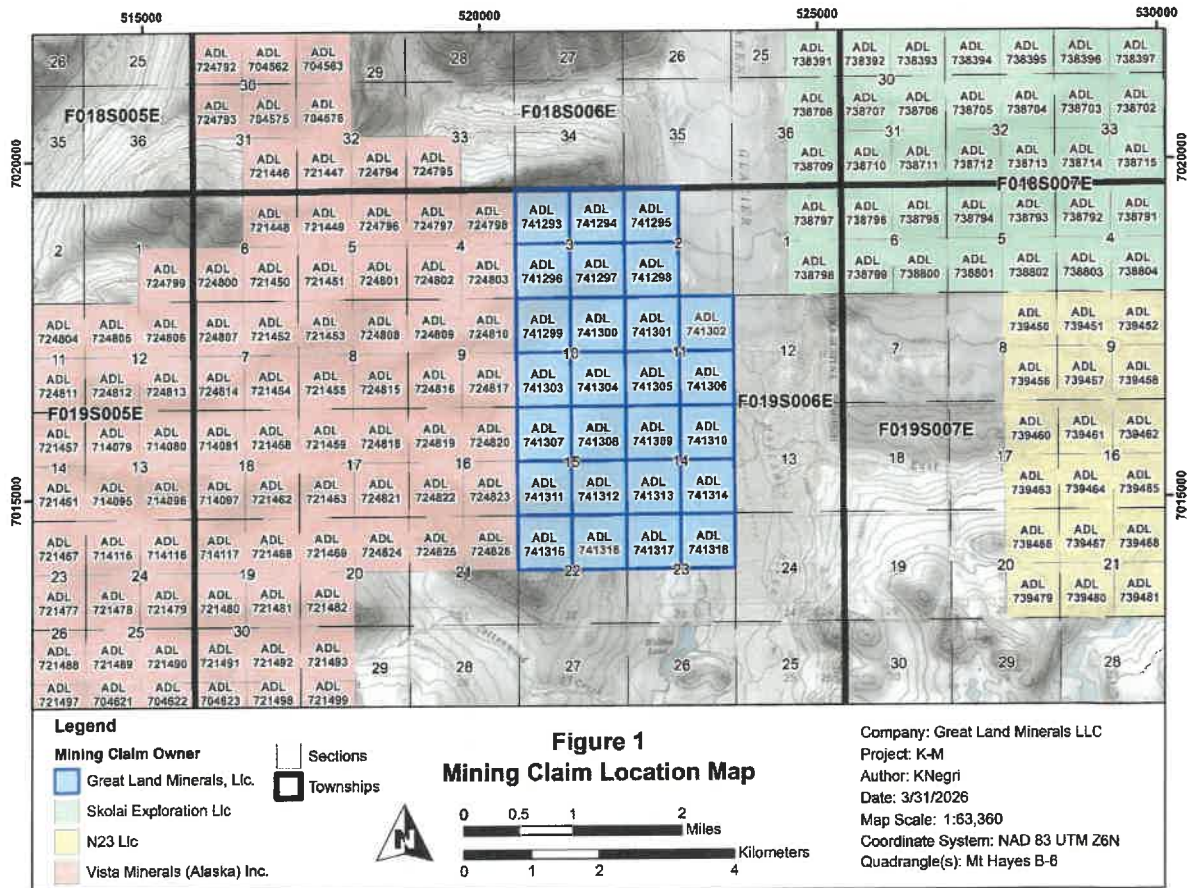 515000 520000 525000 530000
26 25 ADL 724792 ADL 704562 ADL 704563 29 28 27 26 25 ADL 738391 ADL 738392 ADL 738393 ADL 738394 ADL 738395 ADL 738396 ADL 738397
30 30
F018S005E F018S006E
ADL 724793 ADL 704575 ADL 704576 ADL 738708 ADL 738707 ADL 738706 ADL 738705 ADL 738704 ADL 738703 ADL 738702
35 36 31 32 33 34 35 36 31 32 33
7020000 ADL 721446 ADL 721447 ADL 724794 ADL 724795 GLACIER ADL 738709 ADL 738710 ADL 738711 ADL 738712 ADL 738713 ADL 738714 ADL 738715 7020000
F018S007E
ADL 721448 ADL 721449 ADL 724796 ADL 724797 ADL 724798 ADL 741293 ADL 741294 ADL 741295 ADL 738797 ADL 738796 ADL 738795 ADL 738794 ADL 738793 ADL 738792 ADL 738791
2 1 6 5 4 3 2 1 6 5 4
ADL 724799 ADL 724800 ADL 721450 ADL 721451 ADL 724801 ADL 724802 ADL 724803 ADL 741296 ADL 741297 ADL 741298 ADL 738798 ADL 738799 ADL 738800 ADL 738801 ADL 738802 ADL 738803 ADL 738804
ADL 724804 ADL 724805 ADL 724806 ADL 724807 ADL 721452 ADL 721453 ADL 724808 ADL 724809 ADL 724810 ADL 741299 ADL 741300 ADL 741301 ADL 741302 ADL 739450 ADL 739451 ADL 739452
11 12 7 8 9 10 11 12 7 8 9
ADL 724811 ADL 724812 ADL 724813 ADL 724814 ADL 721454 ADL 721455 ADL 724815 ADL 724816 ADL 724817 ADL 741303 ADL 741304 ADL 741305 ADL 741306 ADL 739456 ADL 739457 ADL 739458
F019S005E F019S006E F019S007E
ADL 721457 ADL 714079 ADL 714080 ADL 714081 ADL 721458 ADL 721459 ADL 724818 ADL 724819 ADL 724820 ADL 741307 ADL 741308 ADL 741309 ADL 741310 ADL 739460 ADL 739461 ADL 739462
14 13 18 17 16 15 14 13 18 17 16
7015000 ADL 721461 ADL 714095 ADL 714096 ADL 714097 ADL 721462 ADL 721463 ADL 724821 ADL 724822 ADL 724823 ADL 741311 ADL 741312 ADL 741313 ADL 741314 ADL 739463 ADL 739464 ADL 739465 7015000
ADL 721467 ADL 714115 ADL 714116 ADL 714117 ADL 721468 ADL 721469 ADL 724824 ADL 724825 ADL 724826 ADL 741315 ADL 741316 ADL 741317 ADL 741318 ADL 739466 ADL 739467 ADL 739468
23 24 19 20 21 22 23 24 19 20 21
ADL 721477 ADL 721478 ADL 721479 ADL 721480 ADL 721481 ADL 721482 ADL 739479 ADL 739480 ADL 739481
26 25 30 29 28 27 26 25 30 29 28
ADL 721488 ADL 721489 ADL 721490 ADL 721491 ADL 721492 ADL 721493
ADL 721497 ADL 704621 ADL 704622 ADL 704623 ADL 721498 ADL 721499
Legend
Mining Claim Owner
Great Land Minerals, Llc.
Skolai Exploration Llc
N23 Llc
Vista Minerals (Alaska) Inc.
Sections
Townships
N
Figure 1
Mining Claim Location Map
0 0.5 1 2
Miles
Kilometers
0 1 2 4
Company: Great Land Minerals LLC
Project: K-M
Author: KNegri
Date: 3/31/2026
Map Scale: 1:63,360
Coordinate System: NAD 83 UTM Z6N
Quadrangle(s): Mt Hayes B-6